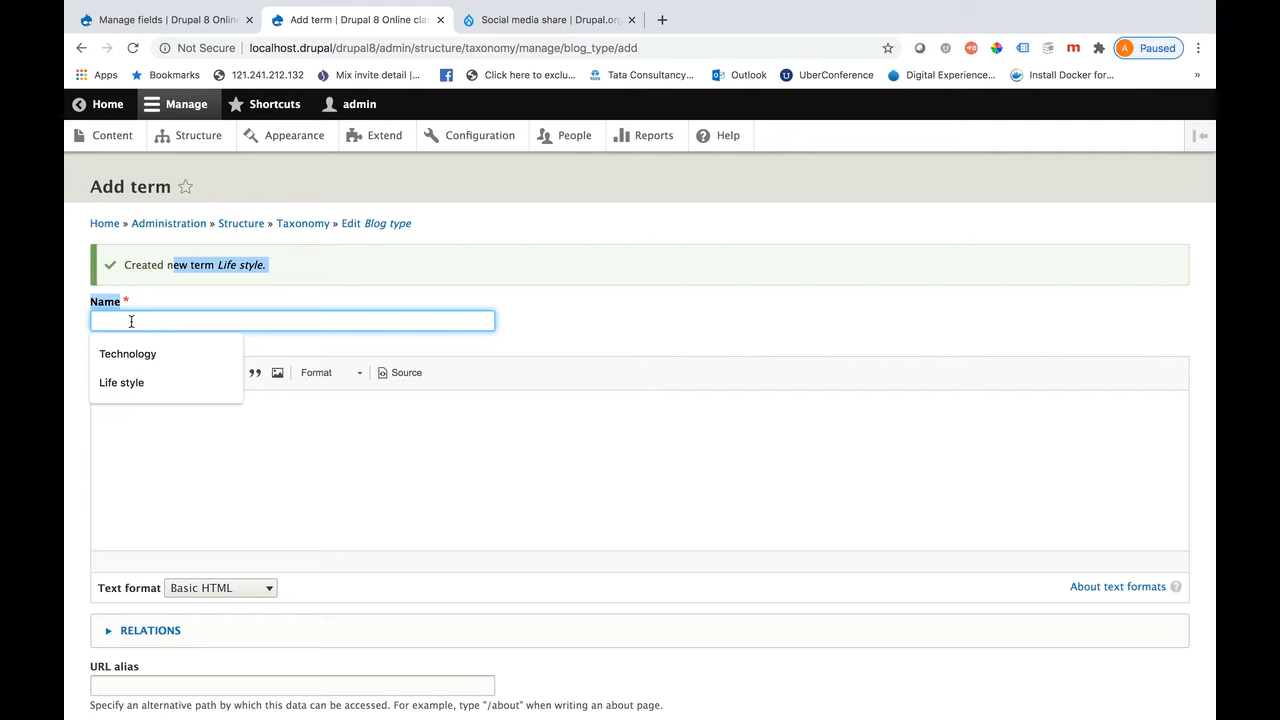 Manage fields | Drupal 8 Online
Add term | Drupal 8 Online clas
Social media share | Drupal.org
Not Secure
localhost.drupal/drupal8/admin/structure/taxonomy/manage/blog_type/add
A Paused
Apps
Bookmarks
121.241.212.132
Mix invite detail |...
Click here to exclu...
Tata Consultancy...
Outlook
UberConference
Digital Experience...
Install Docker for...
»
Home
Manage
Shortcuts
admin
Content
Structure
Appearance
Extend
Configuration
People
Reports
Help
Add term
Home » Administration » Structure » Taxonomy » Edit Blog type
Created new term Life style.
Name *
Technology
Life style
Format
Source
Text format
Basic HTML
About text formats
RELATIONS
URL alias
Specify an alternative path by which this data can be accessed. For example, type "/about" when writing an about page.